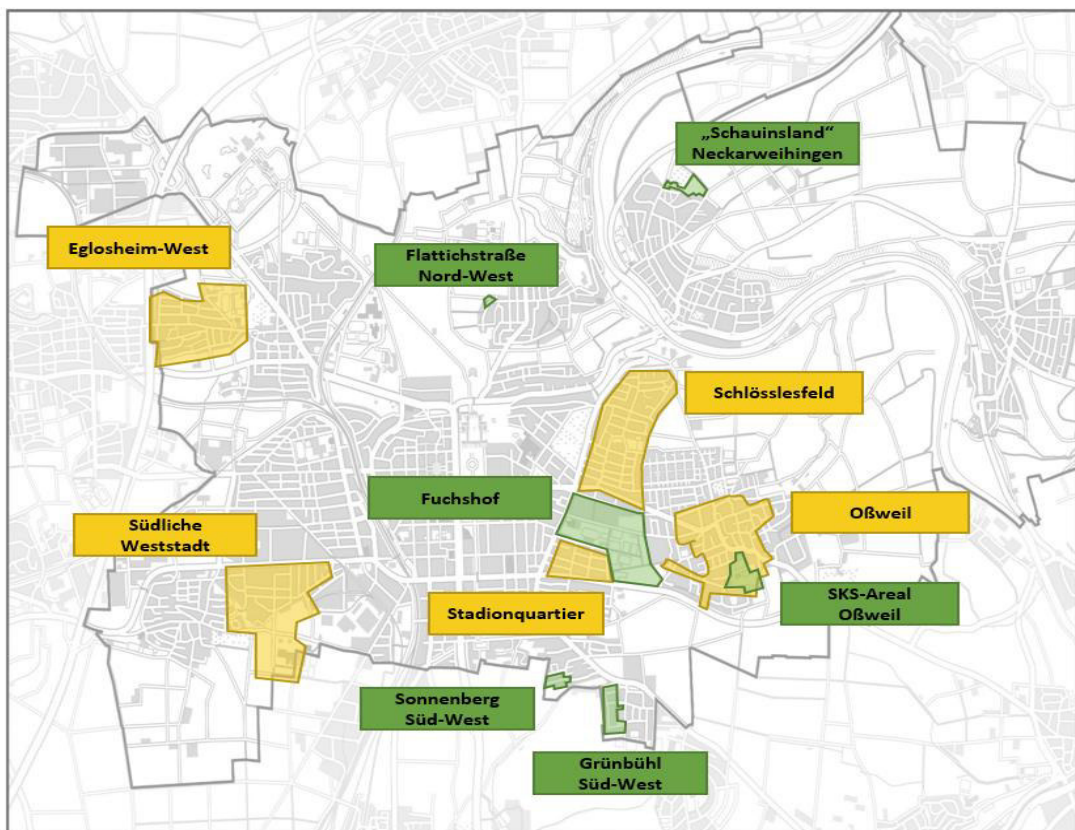 „Schauinsland“
Neckarweihingen
Eglosheim-West
Flattichstraße
Nord-West
Schlösslesfeld
Fuchshof
Oßweil
Südliche
Weststadt
SKS-Areal
Oßweil
Stadionquartier
Sonnenberg
Süd-West
Grünbühl
Süd-West